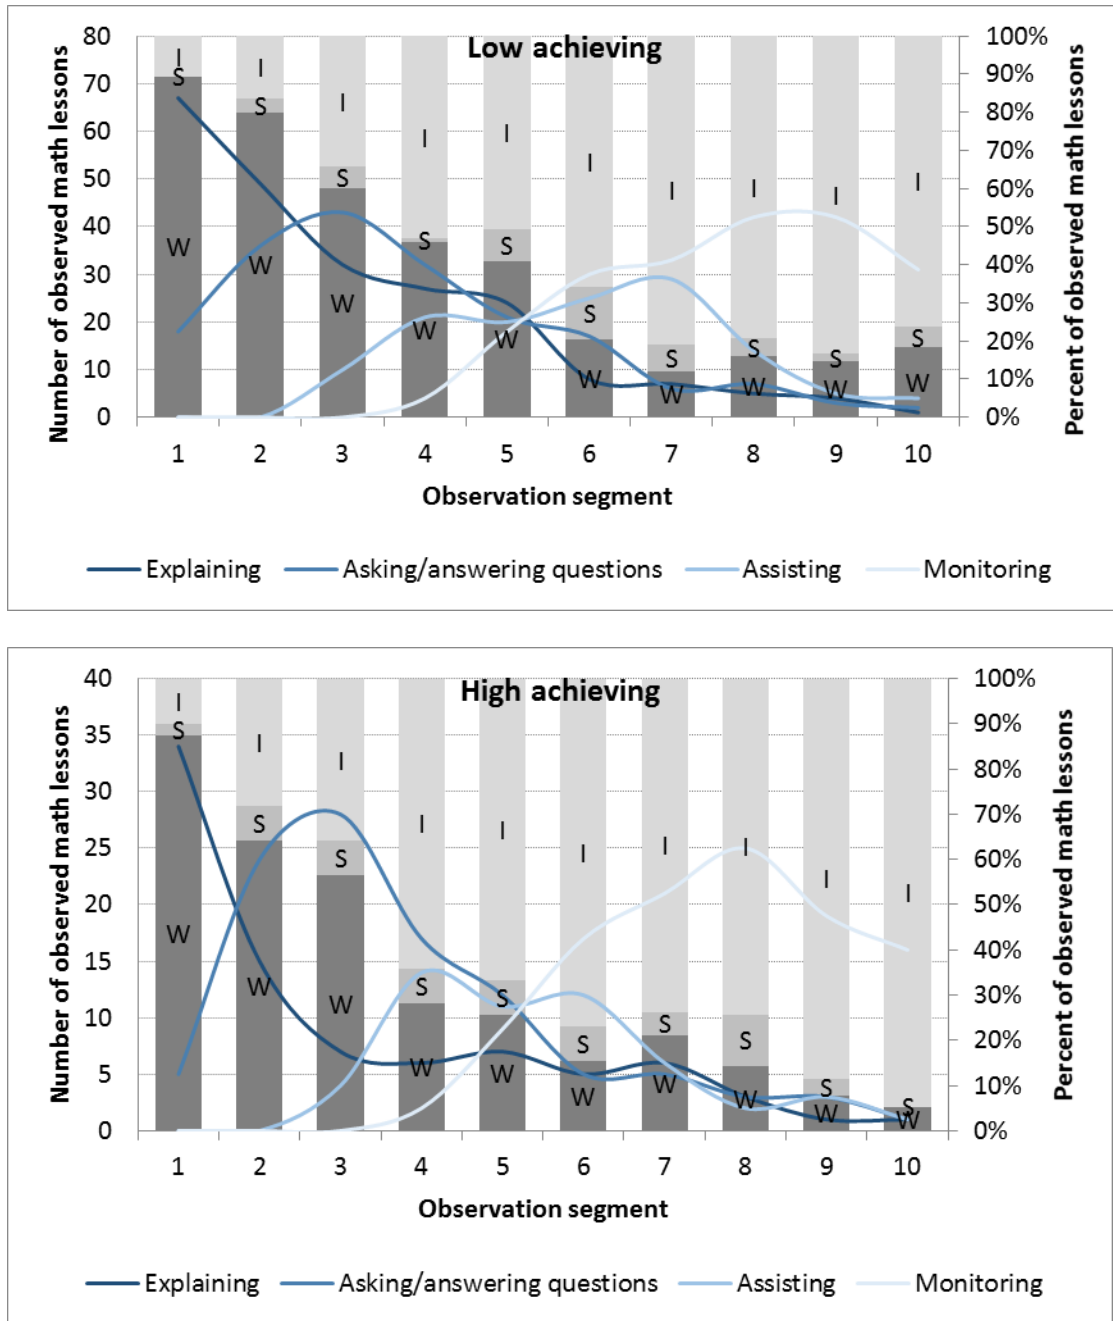 Low achieving
Number of observed math lessons
80
70
60
50
40
30
20
10
0
100%
90%
80%
70%
60%
50%
40%
30%
20%
10%
0%
Percent of observed math lessons
I I I I I I I I I I
S S S S S S S S S S
W W W W W W W W W W
1 2 3 4 5 6 7 8 9 10
Observation segment
Explaining Asking/answering questions Assisting Monitoring
High achieving
Number of observed math lessons
40
35
30
25
20
15
10
5
0
100%
90%
80%
70%
60%
50%
40%
30%
20%
10%
0%
Percent of observed math lessons
I I I I I I I I I I
S S S S S S S S S S
W W W W W W W W W W
1 2 3 4 5 6 7 8 9 10
Observation segment
Explaining Asking/answering questions Assisting Monitoring